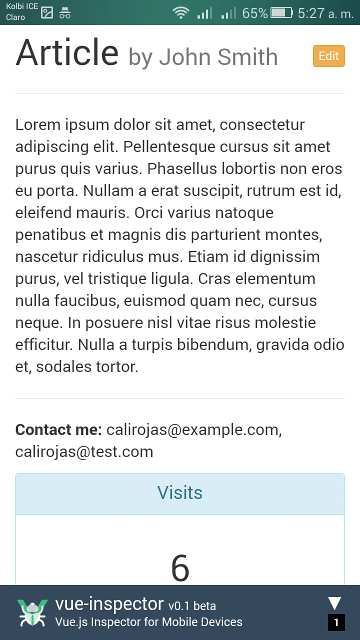 Kolbi ICE
Claro
65%
5:27 a. m.
Article by John Smith
Edit
Lorem ipsum dolor sit amet, consectetur
adipiscing elit. Pellentesque cursus sit amet
purus quis varius. Phasellus lobortis non eros
eu porta. Nullam a erat suscipit, rutrum est id,
eleifend mauris. Orci varius natoque
penatibus et magnis dis parturient montes,
nascetur ridiculus mus. Etiam id dignissim
purus, vel tristique ligula. Cras elementum
nulla faucibus, euismod quam nec, cursus
neque. In posuere nisl vitae risus molestie
efficitur. Nulla a turpis bibendum, gravida odio
et, sodales tortor.
Contact me: calirojas@example.com,
calirojas@test.com
Visits
6
vue-inspector v0.1 beta
Vue.js Inspector for Mobile Devices
1